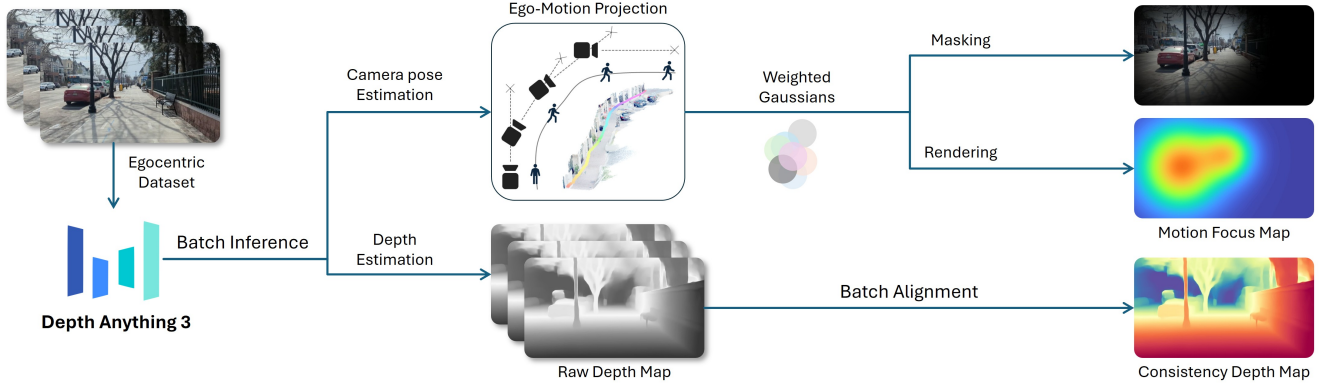 Ego-Motion Projection
Masking
Camera pose
Estimation
Weighted
Gaussians
Egocentric
Dataset
Rendering
Motion Focus Map
Batch Inference
Depth
Estimation
Batch Alignment
Depth Anything 3
Raw Depth Map
Consistency Depth Map